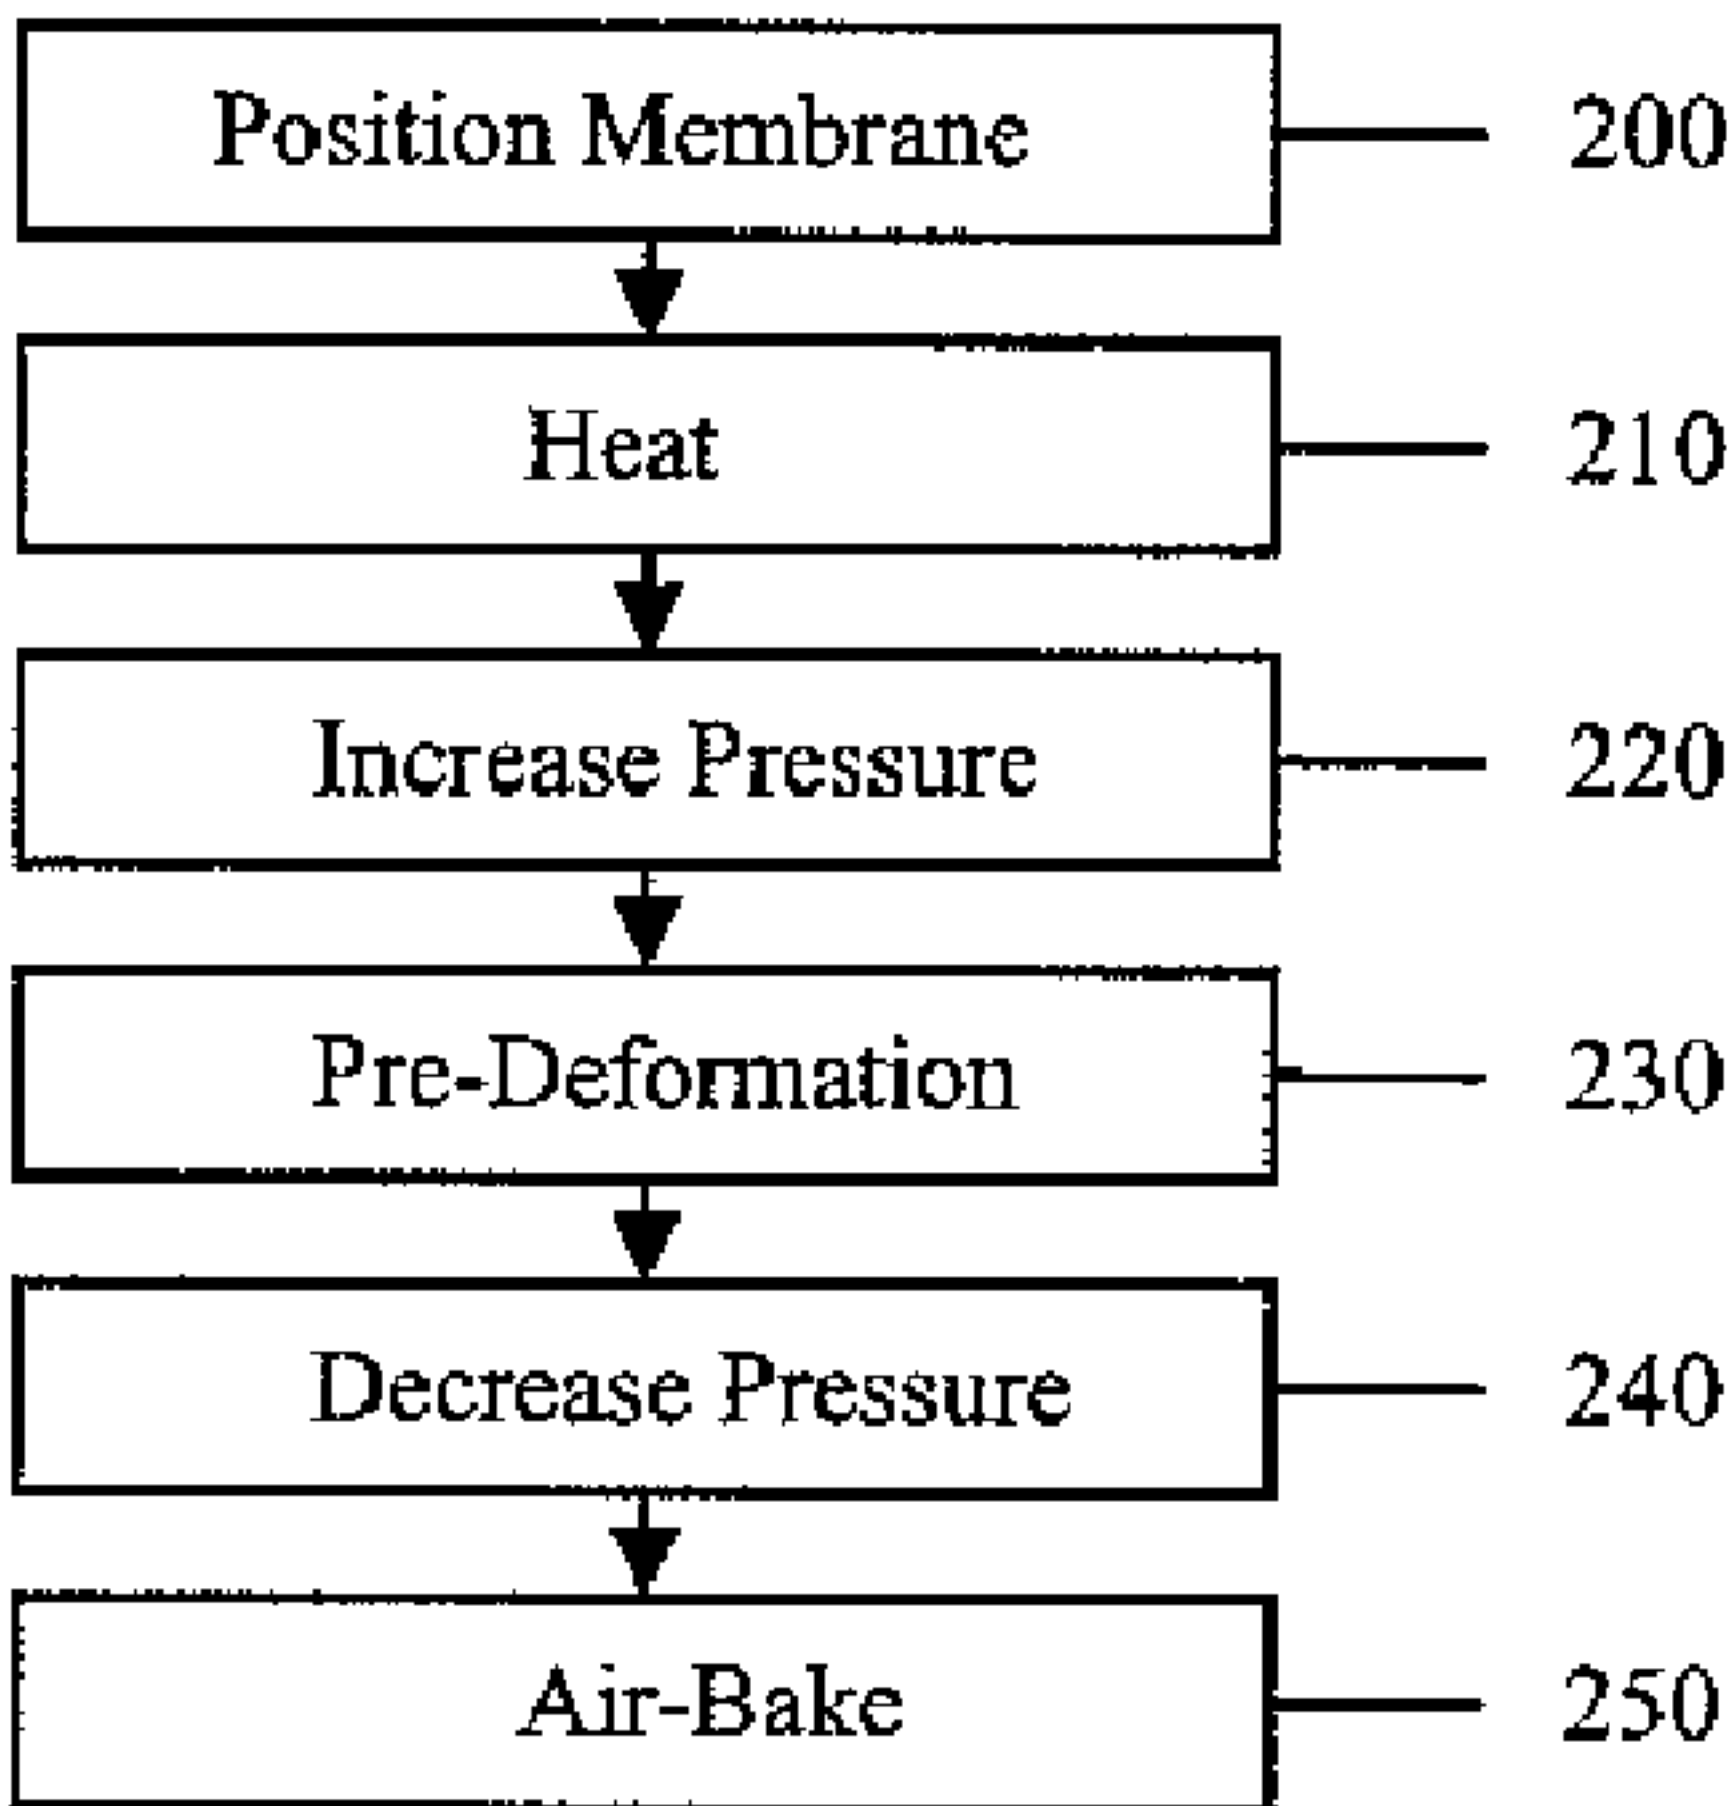 Position Membrane 200
Heat 210
Increase Pressure 220
Pre-Deformation 230
Decrease Pressure 240
Air-Bake 250